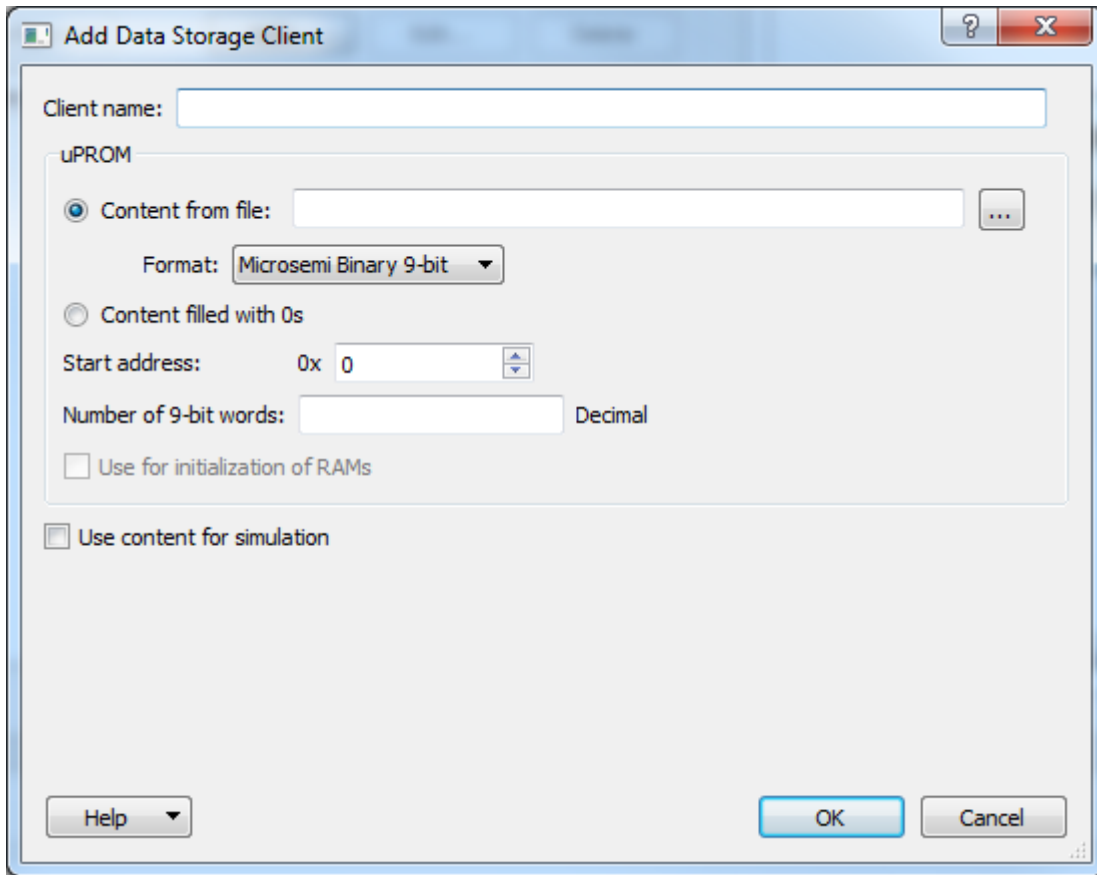 Add Data Storage Client
Client name:
uPROM
Content from file: ...
Format: Microsemi Binary 9-bit
Content filled with 0s
Start address: 0x 0
Number of 9-bit words: Decimal
Use for initialization of RAMs
Use content for simulation
Help OK Cancel